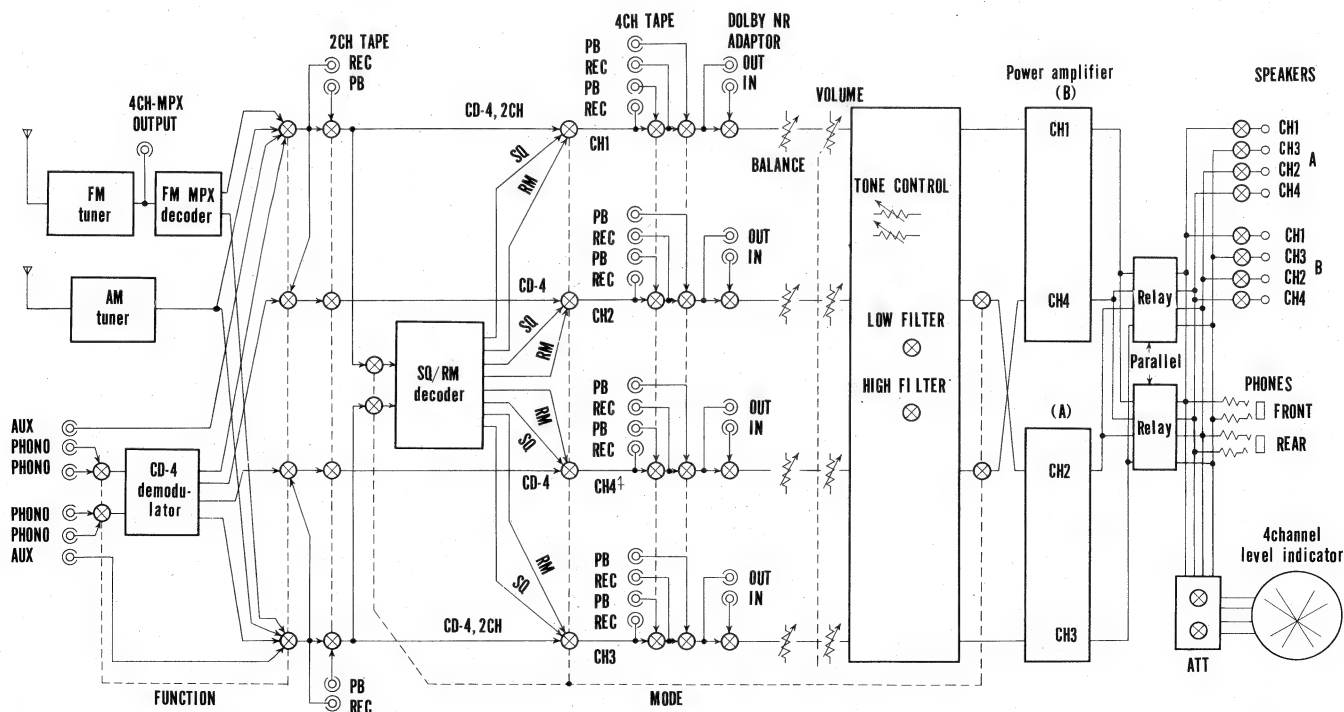 4CH TAPE
DOLBY NR
ADAPTOR
2CH TAPE
REC
PB
PB
REC
PB
REC
OUT
IN
4CH-MPX
OUTPUT
CD-4, 2CH
CH1
VOLUME
BALANCE
Power amplifier
(B)
SPEAKERS
CH1
CH1
CH3
CH2
CH4
A
FM
tuner
FM MPX
decoder
SQ
RM
TONE CONTROL
PB
REC
PB
REC
OUT
IN
CH1
CH3
CH2
CH4
B
AM
tuner
CD-4
CH2
SQ
RM
CH4
Relay
LOW FILTER
SQ/RM
decoder
Parallel
HIGH FILTER
PB
REC
PB
REC
OUT
IN
RM
SQ
(A)
Relay
PHONES
FRONT
REAR
AUX
PHONO
PHONO
CD-4
demodu-
lator
CD-4
CH4
CH2
PHONO
PHONO
AUX
RM
SQ
PB
REC
PB
REC
OUT
IN
4channel
level indicator
CD-4, 2CH
CH3
CH3
ATT
FUNCTION
PB
REC
MODE